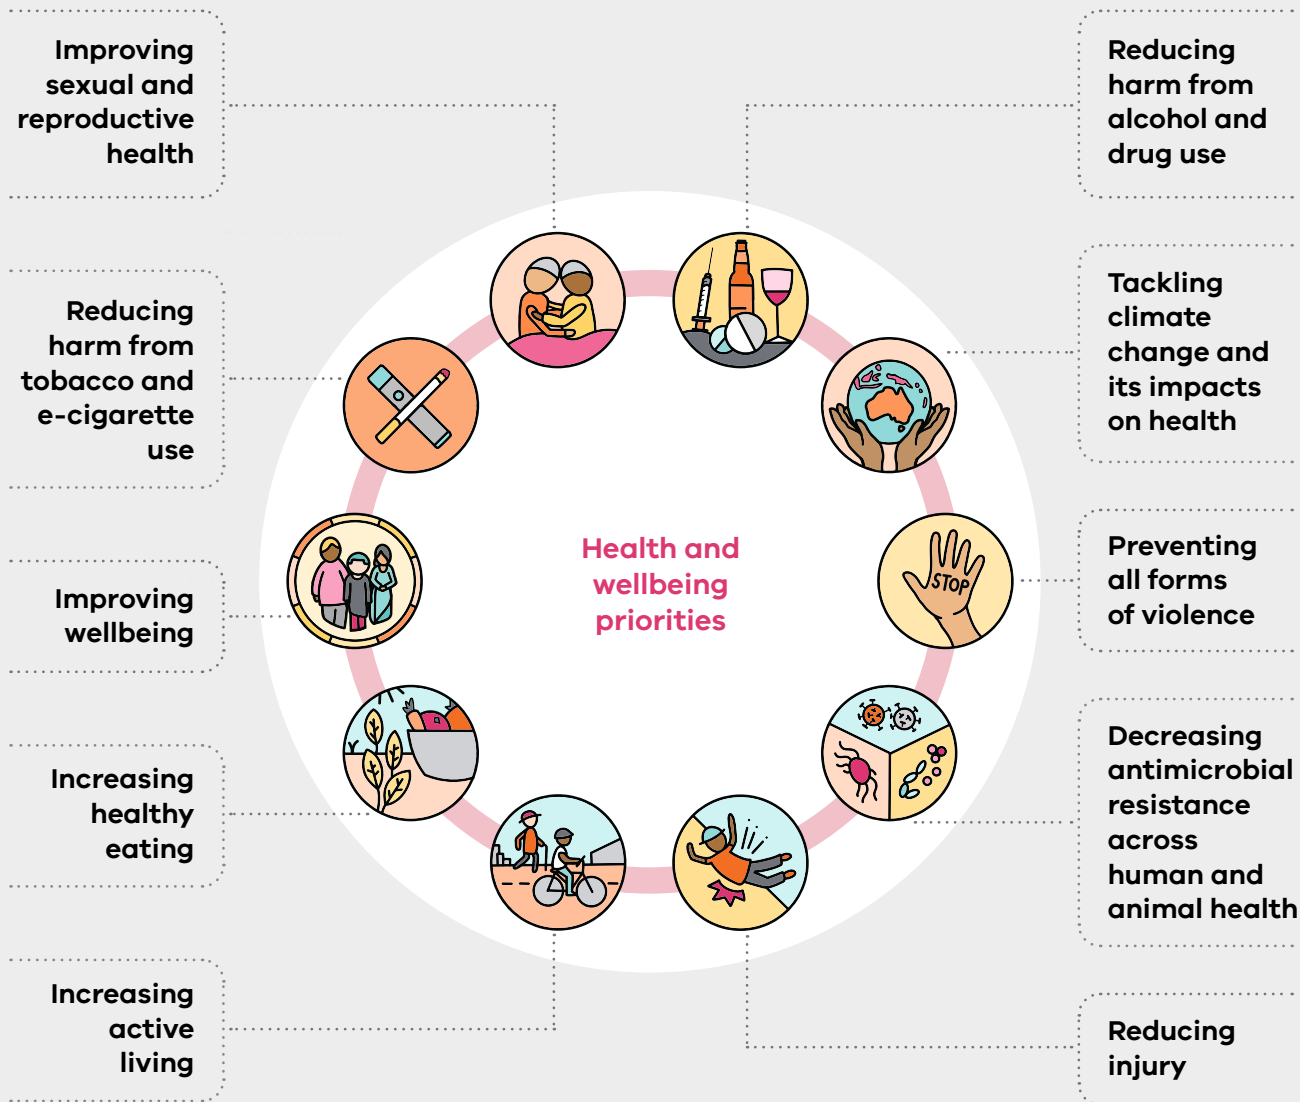 Improving
sexual and
reproductive
health
Reducing
harm from
alcohol and
drug use
Reducing
harm from
tobacco and
e-cigarette
use
Tackling
climate
change and
its impacts
on health
Health and
wellbeing
priorities
STOP
Improving
wellbeing
Preventing
all forms
of violence
Increasing
healthy
eating
Decreasing
antimicrobial
resistance
across
human and
animal health
Increasing
active
living
Reducing
injury